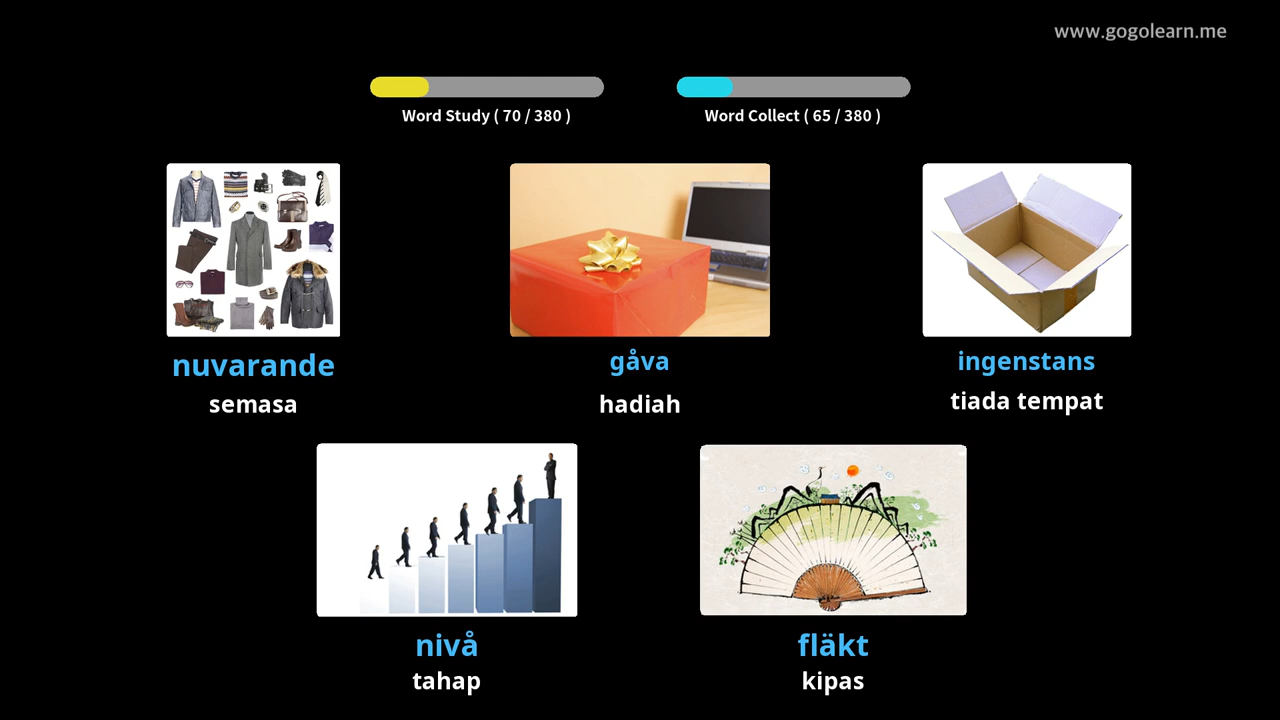 www.gogolearn.me
Word Study ( 70 / 380 )
Word Collect ( 65 / 380 )
nuvarande
semasa
gåva
hadiah
ingenstans
tiada tempat
nivå
tahap
fläkt
kipas